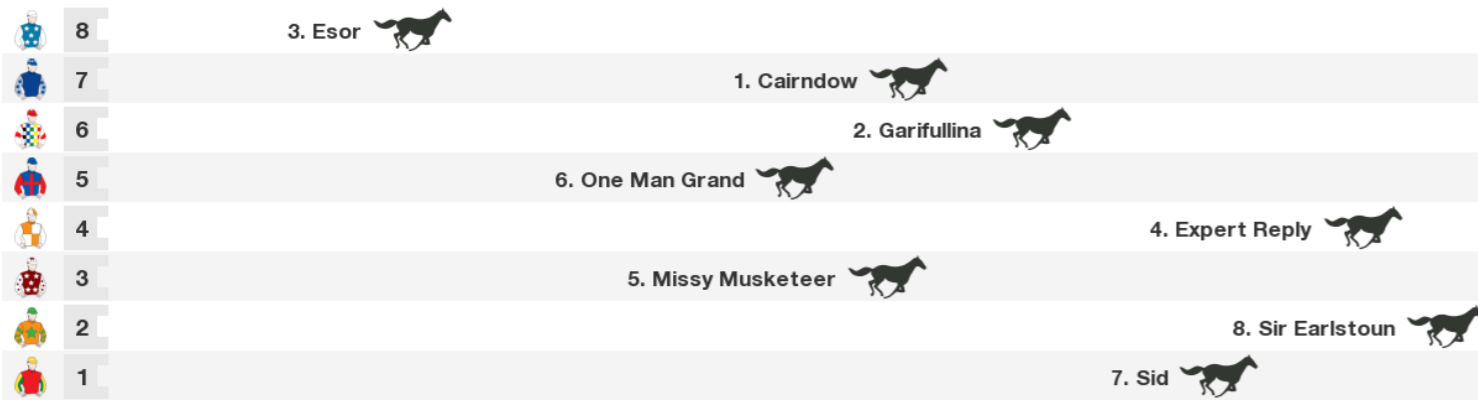 8 3. Esor
7 1. Cairndow
6 2. Garifullina
5 6. One Man Grand
4 4. Expert Reply
3 5. Missy Musketeer
2 8. Sir Earlstoun
1 7. Sid